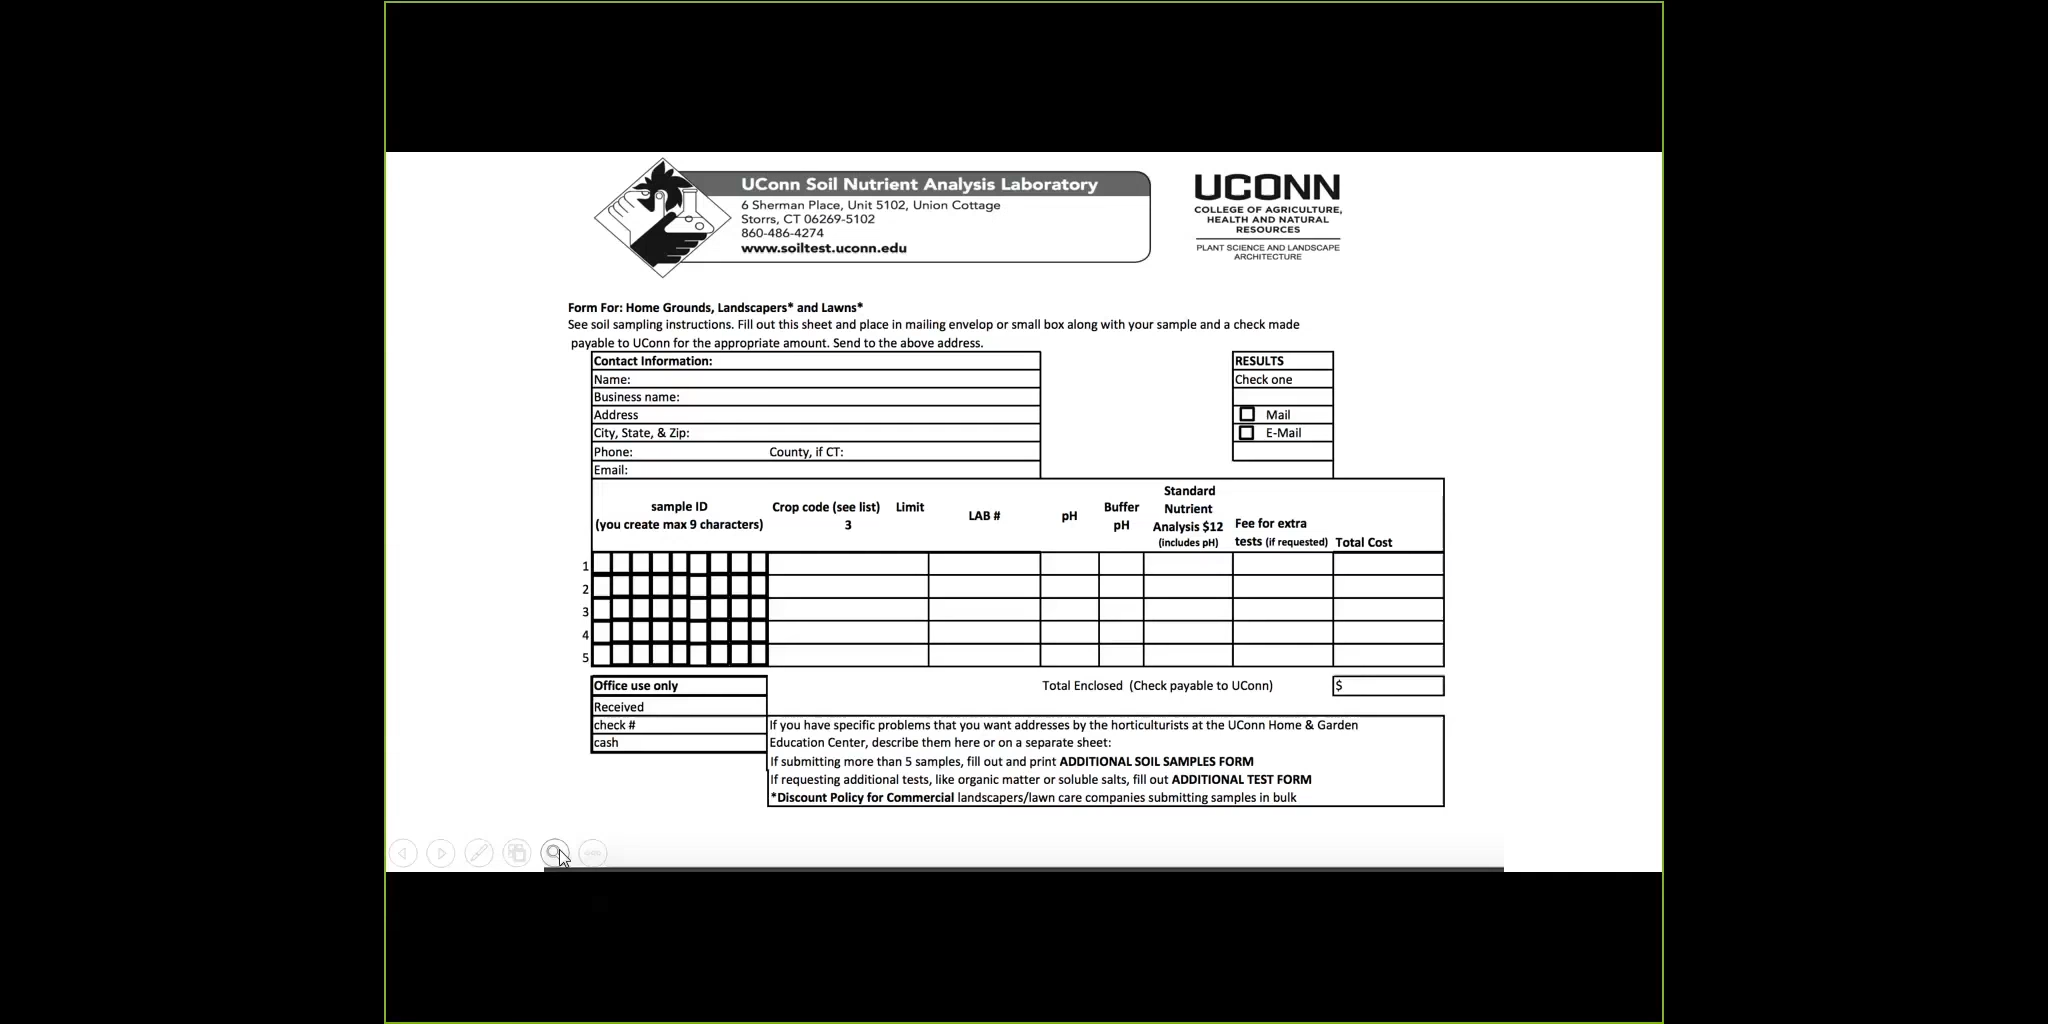 UConn Soil Nutrient Analysis Laboratory
6 Sherman Place, Unit 5102, Union Cottage
Storrs, CT 06269-5102
860-486-4274
www.soiltest.uconn.edu
UCONN
COLLEGE OF AGRICULTURE,
HEALTH AND NATURAL
RESOURCES
PLANT SCIENCE AND LANDSCAPE
ARCHITECTURE
Form For: Home Grounds, Landscapers* and Lawns*
See soil sampling instructions. Fill out this sheet and place in mailing envelop or small box along with your sample and a check made
payable to UConn for the appropriate amount. Send to the above address.
Contact Information:
Name:
Business name:
Address
City, State, & Zip:
Phone: County, if CT:
Email:
RESULTS
Check one
Mail
E-Mail
sample ID
(you create max 9 characters)
Crop code (see list) Limit
3
LAB #
pH
Buffer
pH
Standard
Nutrient
Analysis $12
(includes pH)
Fee for extra
tests (if requested)
Total Cost
1
2
3
4
5
Office use only
Received
check #
cash
Total Enclosed (Check payable to UConn)
$
If you have specific problems that you want addresses by the horticulturists at the UConn Home & Garden
Education Center, describe them here or on a separate sheet:
If submitting more than 5 samples, fill out and print ADDITIONAL SOIL SAMPLES FORM
If requesting additional tests, like organic matter or soluble salts, fill out ADDITIONAL TEST FORM
*Discount Policy for Commercial landscapers/lawn care companies submitting samples in bulk